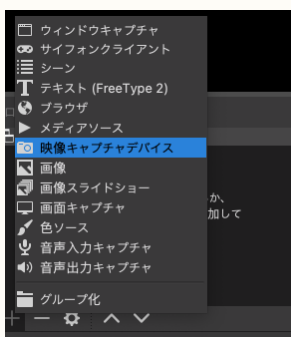 ウィンドウキャプチャ
サイフォンクライアント
シーン
テキスト (FreeType 2)
ブラウザ
メディアソース
映像キャプチャデバイス
画像
画像スライドショー
画面キャプチャ
か、
色ソース
加して
音声入力キャプチャ
音声出力キャプチャ
グループ化